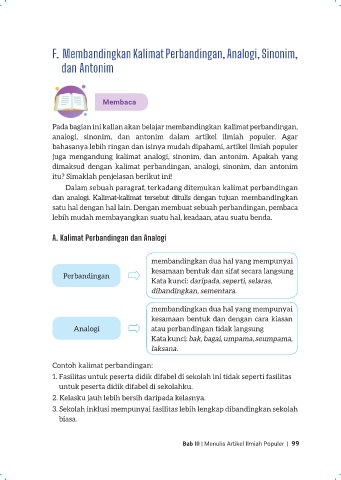 F. Membandingkan Kalimat Perbandingan, Analogi, Sinonim,
dan Antonim
Membaca
Pada bagian ini kalian akan belajar membandingkan kalimat perbandingan,
analogi, sinonim, dan antonim dalam artikel ilmiah populer. Agar
bahasanya lebih ringan dan isinya mudah dipahami, artikel ilmiah populer
juga mengandung kalimat analogi, sinonim, dan antonim. Apakah yang
dimaksud dengan kalimat perbandingan, analogi, sinonim, dan antonim
itu? Simaklah penjelasan berikut ini!
Dalam sebuah paragraf, terkadang ditemukan kalimat perbandingan
dan analogi. Kalimat-kalimat tersebut ditulis dengan tujuan membandingkan
satu hal dengan hal lain. Dengan membuat sebuah perbandingan, pembaca
lebih mudah membayangkan suatu hal, keadaan, atau suatu benda.
A. Kalimat Perbandingan dan Analogi
Perbandingan
membandingkan dua hal yang mempunyai
kesamaan bentuk dan sifat secara langsung
Kata kunci: daripada, seperti, selaras,
dibandingkan, sementara.
Analogi
membandingkan dua hal yang mempunyai
kesamaan bentuk dan dengan cara kiasan
atau perbandingan tidak langsung
Kata kunci: bak, bagai, umpama, seumpama,
laksana.
Contoh kalimat perbandingan:
1. Fasilitas untuk peserta didik difabel di sekolah ini tidak seperti fasilitas
untuk peserta didik difabel di sekolahku.
2. Kelasku jauh lebih bersih daripada kelasnya.
3. Sekolah inklusi mempunyai fasilitas lebih lengkap dibandingkan sekolah
biasa.
Bab III | Menulis Artikel Ilmiah Populer | 99